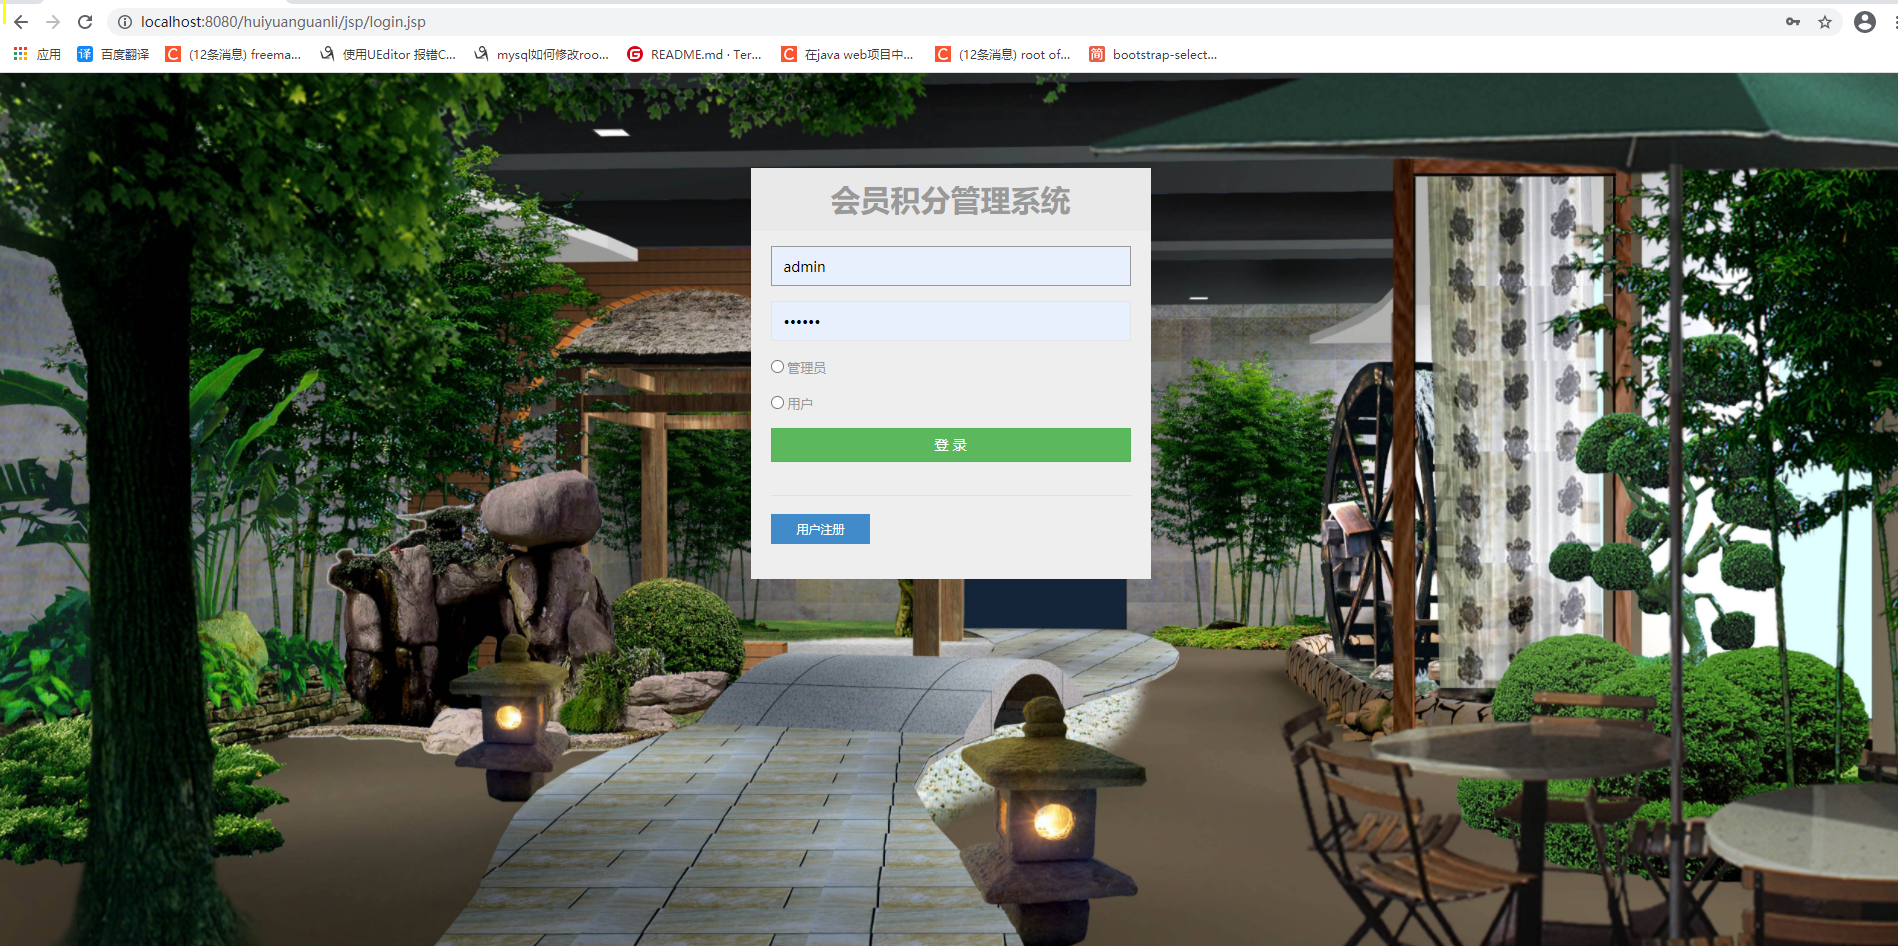 localhost:8080/huiyuanguanli/jsp/login.jsp
应用 译 百度翻译 C (12条消息) freema... 使用UEditor 报错C... mysql如何修改roo... G README.md · Ter... C 在java web项目中... C (12条消息) root of... 简 bootstrap-select...
会员积分管理系统
admin
••••••
管理员
用户
登 录
用户注册